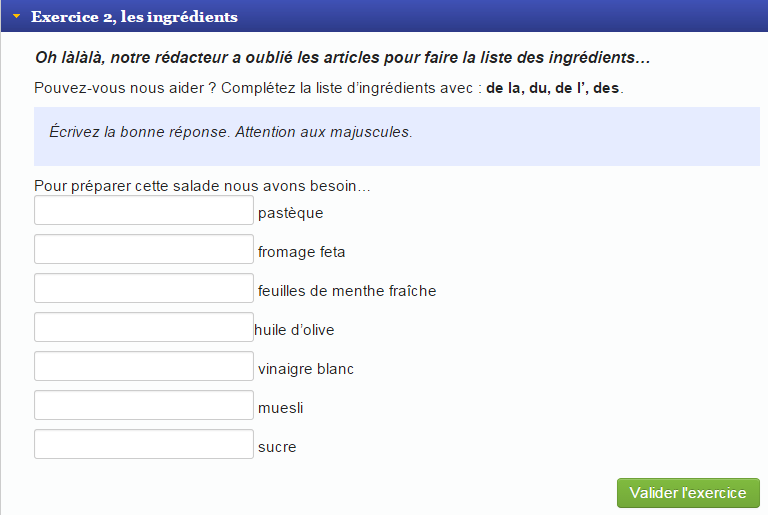 Exercice 2, les ingrédients
Oh làlàlà, notre rédacteur a oublié les articles pour faire la liste des ingrédients…
Pouvez-vous nous aider ? Complétez la liste d’ingrédients avec : de la, du, de l’, des.
Écrivez la bonne réponse. Attention aux majuscules.
Pour préparer cette salade nous avons besoin…
pastèque
fromage feta
feuilles de menthe fraîche
huile d’olive
vinaigre blanc
muesli
sucre
Valider l'exercice